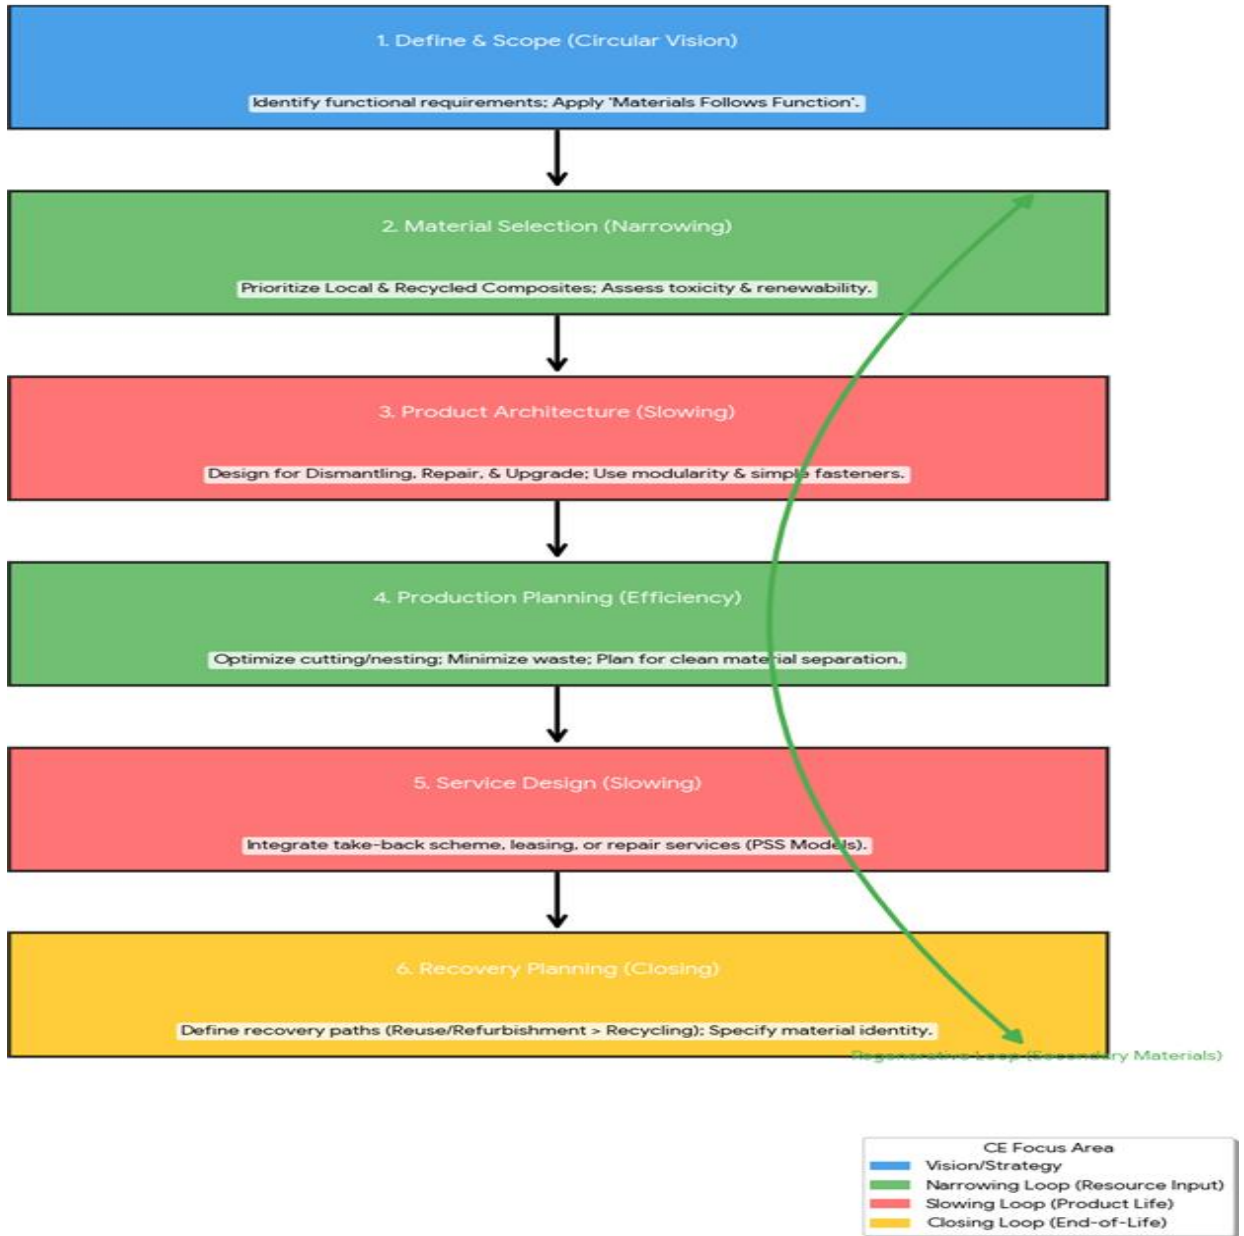 1. Define & Scope (Circular Vision)
Identify functional requirements; Apply 'Materials Follows Function'.
2. Material Selection (Narrowing)
Prioritize Local & Recycled Composites; Assess toxicity & renewability.
3. Product Architecture (Slowing)
Design for Dismantling, Repair, & Upgrade; Use modularity & simple fasteners.
4. Production Planning (Efficiency)
Optimize cutting/nesting; Minimize waste; Plan for clean material separation.
5. Service Design (Slowing)
Integrate take-back scheme, leasing, or repair services (PSS Models).
6. Recovery Planning (Closing)
Define recovery paths (Reuse/Refurbishment > Recycling); Specify material identity.
Regenerative Loop (Secondary Materials)
CE Focus Area
Vision/Strategy
Narrowing Loop (Resource Input)
Slowing Loop (Product Life)
Closing Loop (End-of-Life)